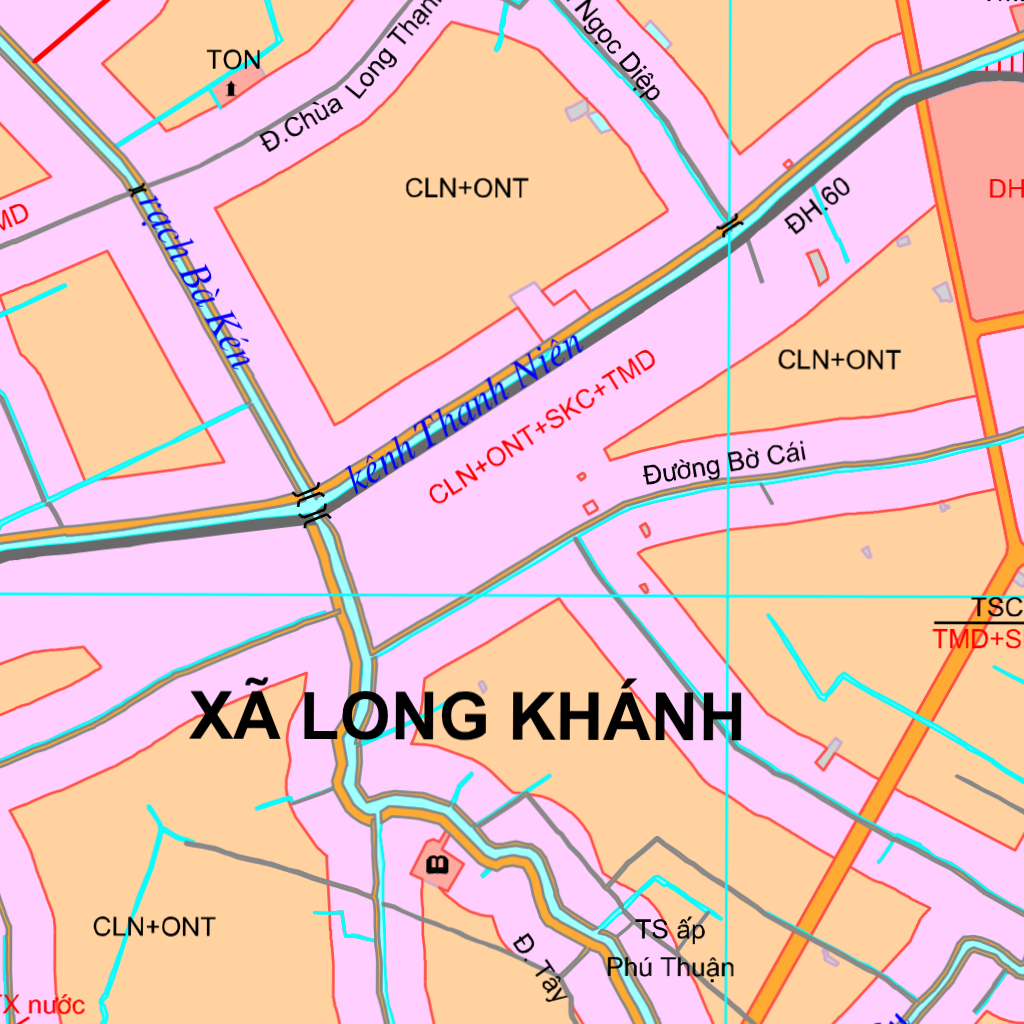 Ngọc Diệp
TON
Đ.Chùa Long Thạnh
CLN+ONT
ĐH.60
DH
MD
rạch Bà Kén
kênh Thanh Niên
CLN+ONT+SKC+TMD
CLN+ONT
Đường Bờ Cái
TSC
TMD+S
XÃ LONG KHÁNH
B
CLN+ONT
TS ấp
Phú Thuận
Đ. Tây
TX nước